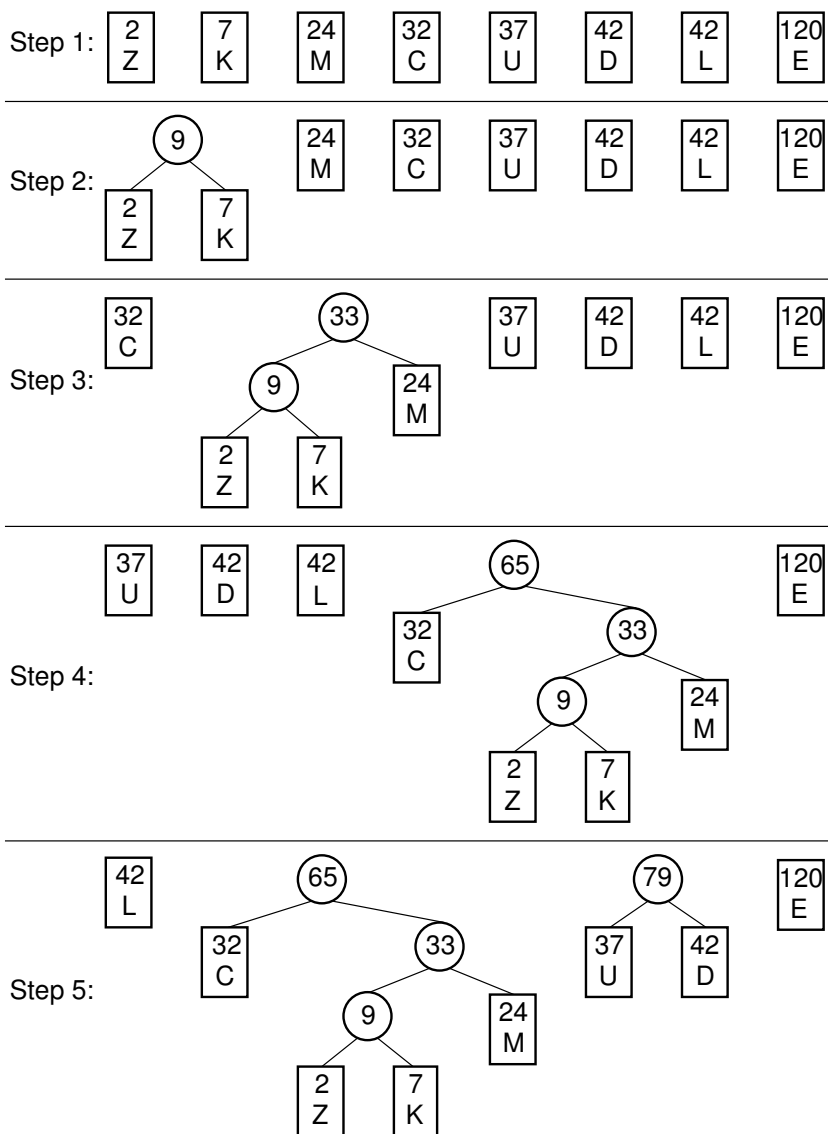 Step 1: 2 7 24 32 37 42 42 120
Z K M C U D L E
9 24 32 37 42 42 120
M C U D L E
Step 2:
2 7
Z K
32 33 37 42 42 120
C U D L E
Step 3: 9 24
M
2 7
Z K
37 42 42 65 120
U D L E
32 33
C
Step 4: 9 24
M
2 7
Z K
42 65 79 120
L E
32 33 37 42
C U D
Step 5: 9 24
M
2 7
Z K